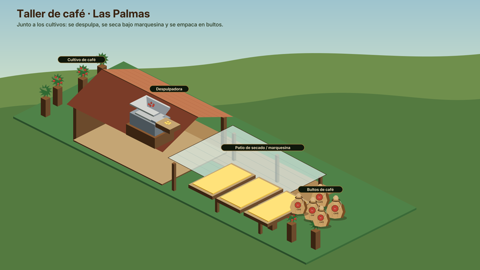 Taller de café · Las Palmas
Junto a los cultivos: se despulpa, se seca bajo marquesina y se empaca en bultos.
Cultivo de café
Despulpadora
Patio de secado / marquesina
Bultos de café